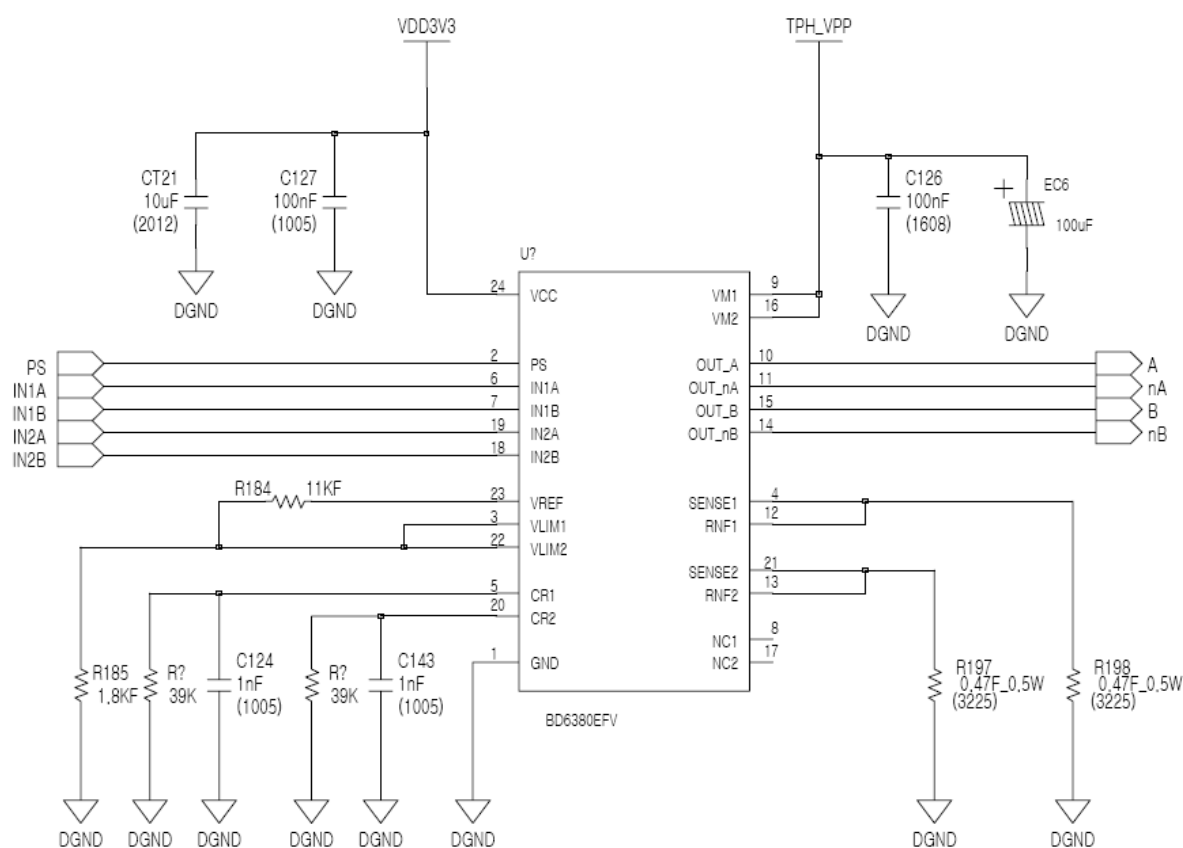 VDD3V3
TPH_VPP
CT21
10uF
(2012)
C127
100nF
(1005)
C126
100nF
(1608)
+
EC6
100uF
DGND
DGND
DGND
DGND
U?
24
VCC
VM1
9
VM2
16
PS
2
PS
OUT_A
10
A
IN1A
6
IN1A
OUT_nA
11
nA
IN1B
7
IN1B
OUT_B
15
B
IN2A
19
IN2A
OUT_nB
14
nB
IN2B
18
IN2B
R184
11KF
23
VREF
SENSE1
4
3
VLIM1
RNF1
12
22
VLIM2
SENSE2
21
5
CR1
RNF2
13
20
CR2
NC1
8
1
GND
NC2
17
R185
1,8KF
R?
39K
C124
1nF
(1005)
R?
39K
C143
1nF
(1005)
R197
0,47F_0,5W
(3225)
R198
0,47F_0,5W
(3225)
BD6380EFV
DGND
DGND
DGND
DGND
DGND
DGND
DGND
DGND